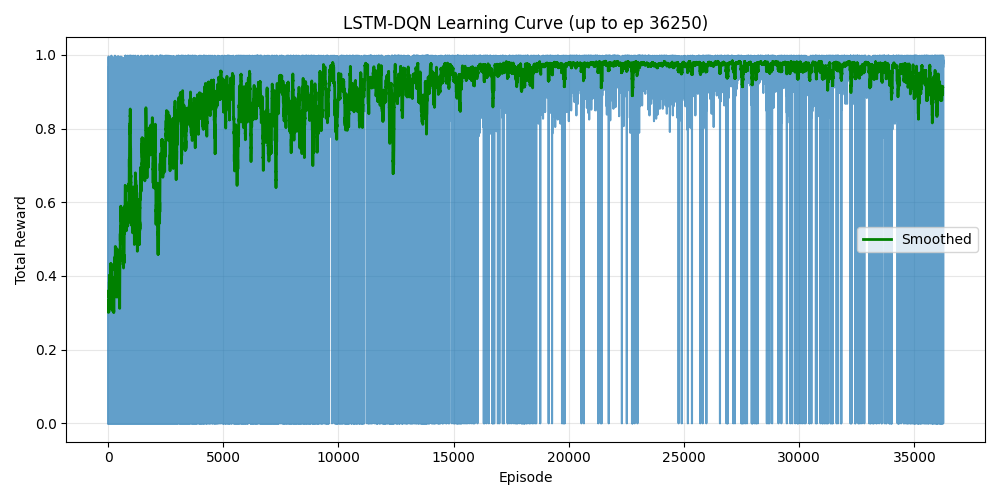 LSTM-DQN Learning Curve (up to ep 36250)
1.0
0.8
0.6
0.4
0.2
0.0
Total Reward
Smoothed
0 5000 10000 15000 20000 25000 30000 35000
Episode